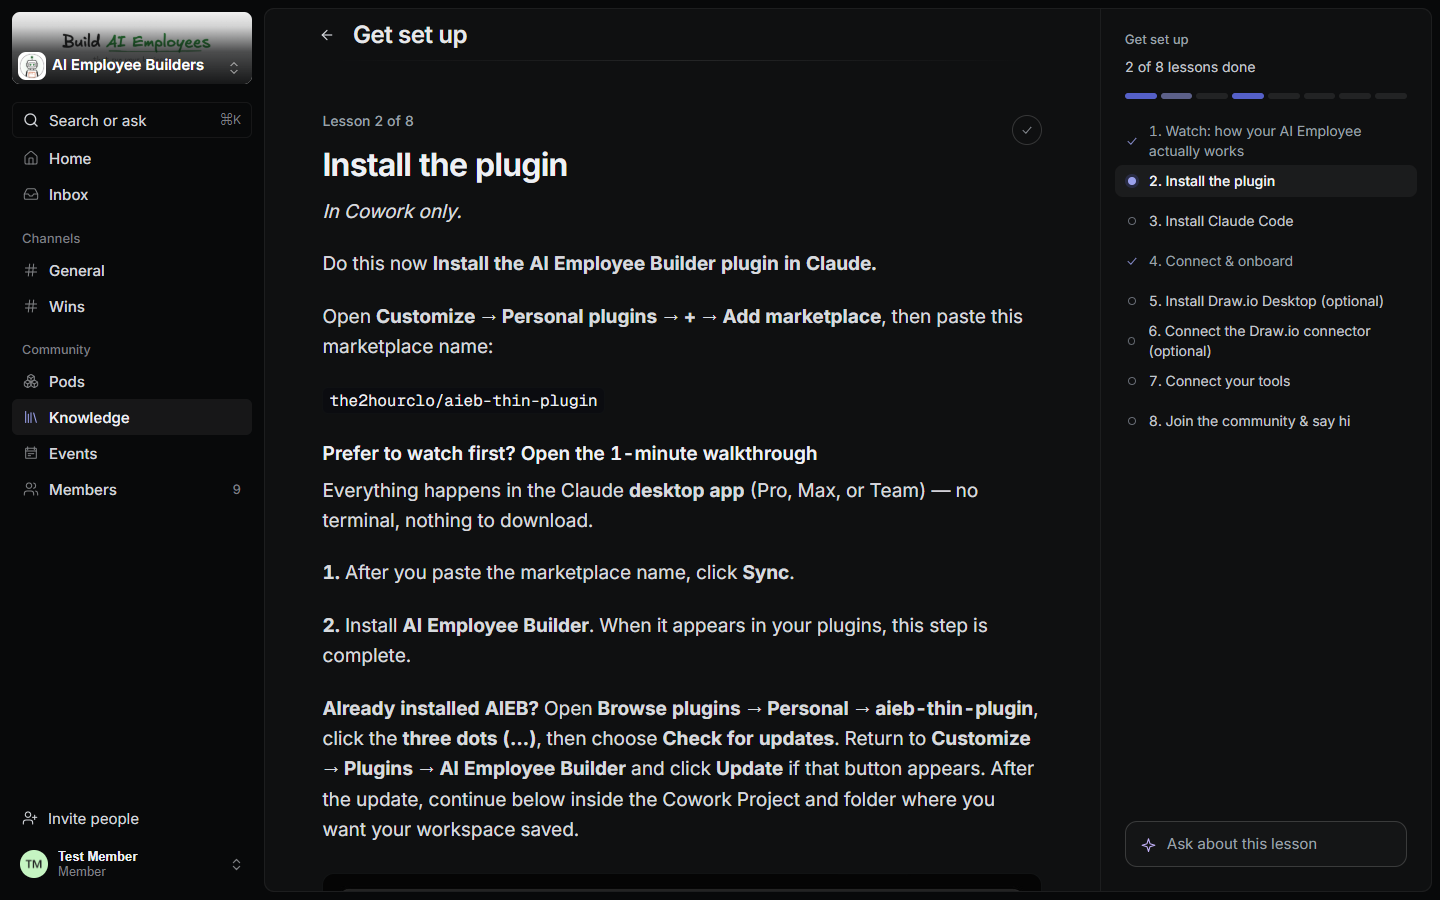 Build AI Employees
AI Employee Builders
Search or ask
⌘K
Home
Inbox
Channels
General
Wins
Community
Pods
Knowledge
Events
Members
9
Invite people
TM
Test Member
Member
← Get set up
Lesson 2 of 8
Install the plugin
In Cowork only.
Do this now Install the AI Employee Builder plugin in Claude.
Open Customize → Personal plugins → + → Add marketplace, then paste this
marketplace name:
the2hourclo/aieb-thin-plugin
Prefer to watch first? Open the 1-minute walkthrough
Everything happens in the Claude desktop app (Pro, Max, or Team) — no
terminal, nothing to download.
1. After you paste the marketplace name, click Sync.
2. Install AI Employee Builder. When it appears in your plugins, this step is
complete.
Already installed AIEB? Open Browse plugins → Personal → aieb-thin-plugin,
click the three dots (...), then choose Check for updates. Return to Customize
→ Plugins → AI Employee Builder and click Update if that button appears. After
the update, continue below inside the Cowork Project and folder where you
want your workspace saved.
Get set up
2 of 8 lessons done
1. Watch: how your AI Employee
actually works
2. Install the plugin
3. Install Claude Code
4. Connect & onboard
5. Install Draw.io Desktop (optional)
6. Connect the Draw.io connector
(optional)
7. Connect your tools
8. Join the community & say hi
Ask about this lesson